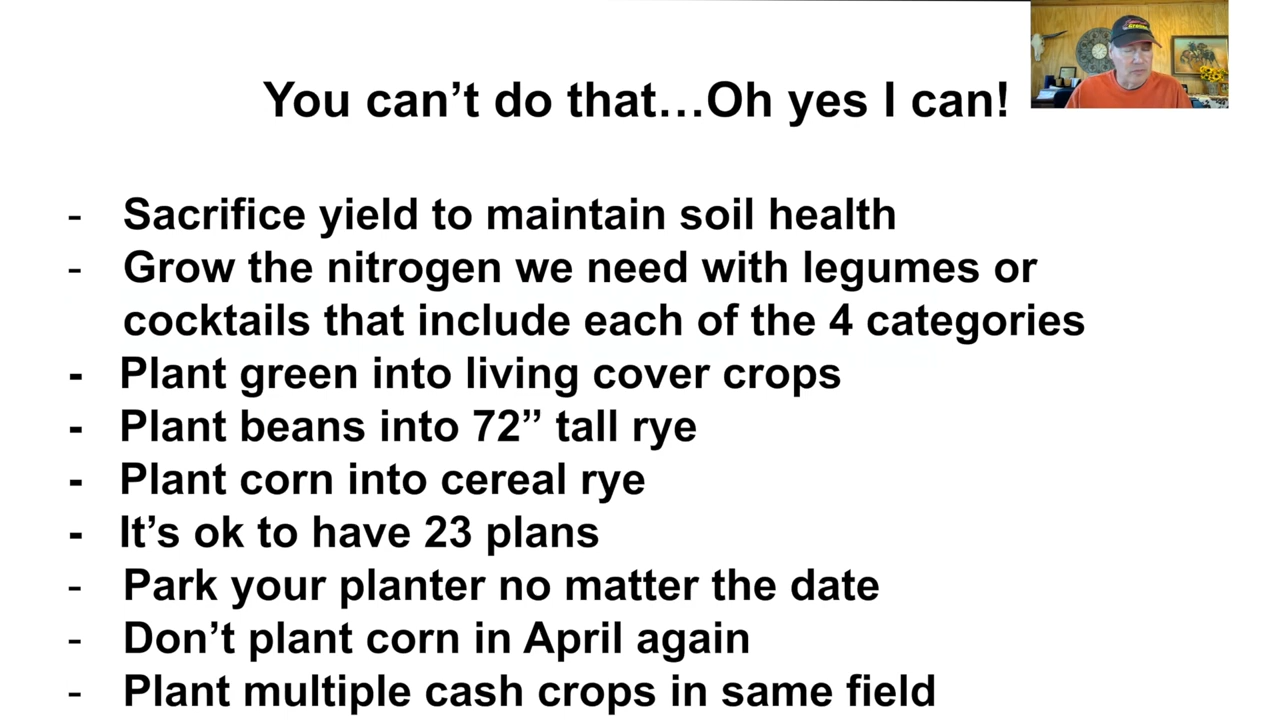 You can’t do that…Oh yes I can!
- Sacrifice yield to maintain soil health
- Grow the nitrogen we need with legumes or
cocktails that include each of the 4 categories
- Plant green into living cover crops
- Plant beans into 72” tall rye
- Plant corn into cereal rye
- It’s ok to have 23 plans
- Park your planter no matter the date
- Don’t plant corn in April again
- Plant multiple cash crops in same field